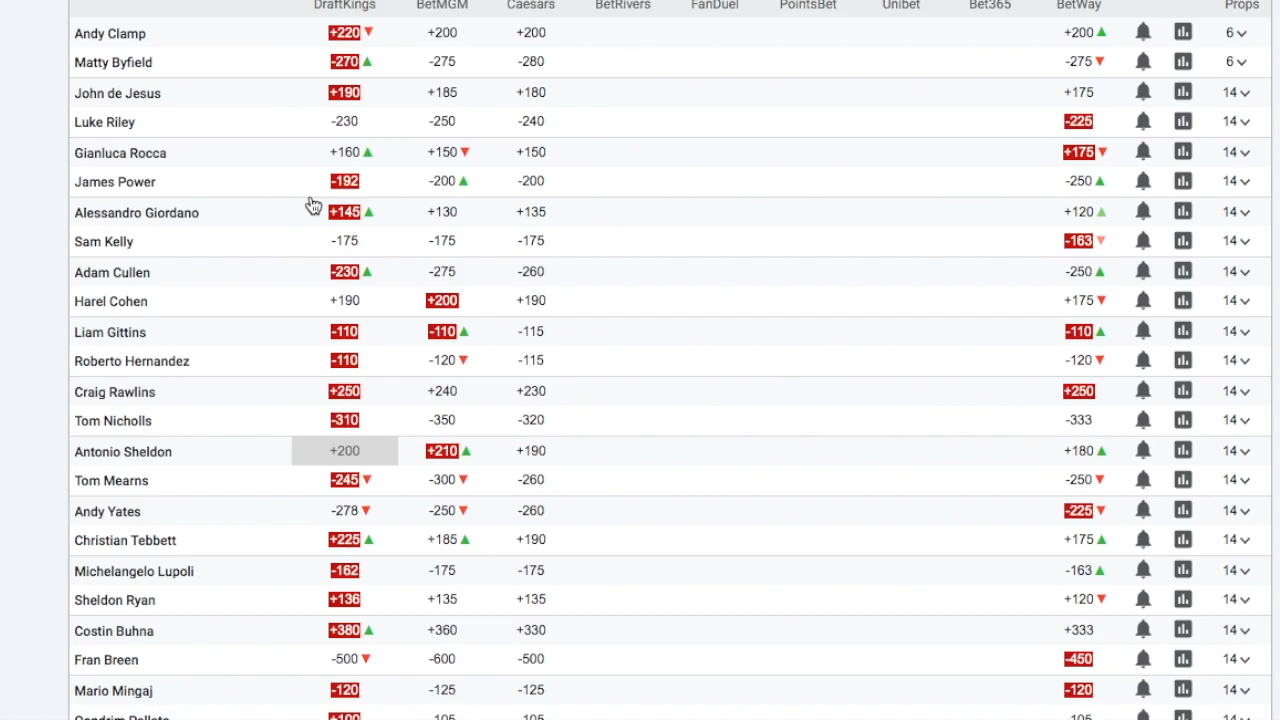 DraftKings BetMGM Caesars BetRivers FanDuel PointsBet Unibet Bet365 BetWay Props
Andy Clamp +220 +200 +200 +200 6
Matty Byfield -270 -275 -280 -275 6
John de Jesus +190 +185 +180 +175 14
Luke Riley -230 -250 -240 -225 14
Gianluca Rocca +160 +150 +150 +175 14
James Power -192 -200 -200 -250 14
Alessandro Giordano +145 +130 +135 +120 14
Sam Kelly -175 -175 -175 -163 14
Adam Cullen -230 -275 -260 -250 14
Harel Cohen +190 +200 +190 +175 14
Liam Gittins -110 -110 -115 -110 14
Roberto Hernandez -110 -120 -115 -120 14
Craig Rawlins +250 +240 +230 +250 14
Tom Nicholls -310 -350 -320 -333 14
Antonio Sheldon +200 +210 +190 +180 14
Tom Mearns -245 -300 -260 -250 14
Andy Yates -278 -250 -260 -225 14
Christian Tebbett +225 +185 +190 +175 14
Michelangelo Lupoli -162 -175 -175 -163 14
Sheldon Ryan +136 +135 +135 +120 14
Costin Buhna +380 +360 +330 +333 14
Fran Breen -500 -600 -500 -450 14
Mario Mingaj -120 -125 -125 -120 14
+100 -105 -105 -105 14